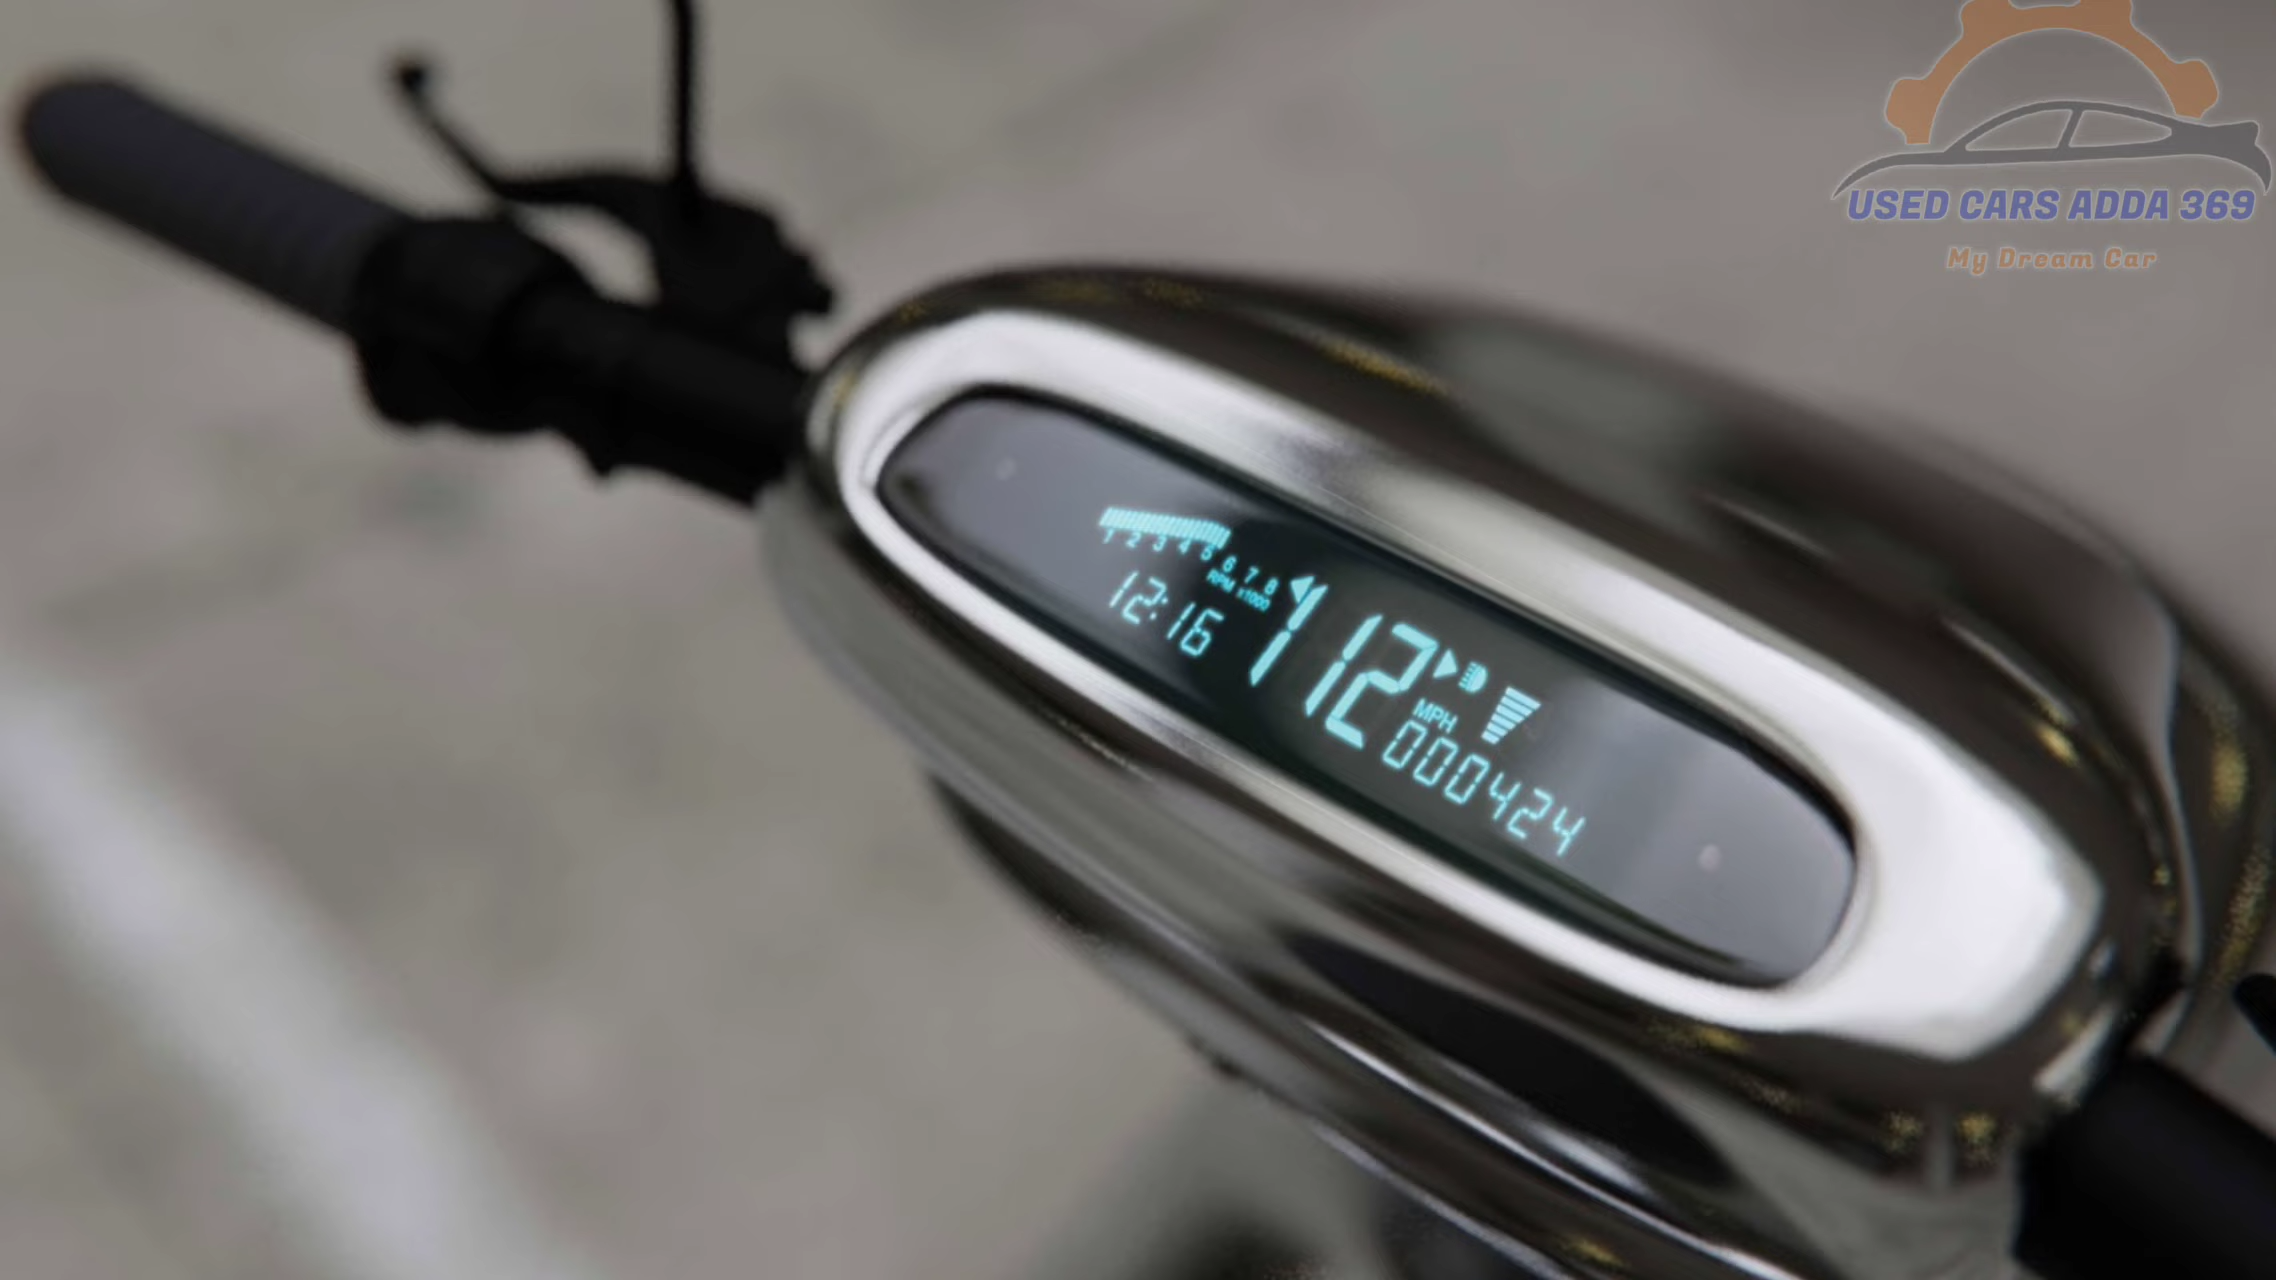 USED CARS ADDA 369
My Dream Car
1 2 3 4 5 6 7 8
RPM x1000
12:16
112
MPH
000424